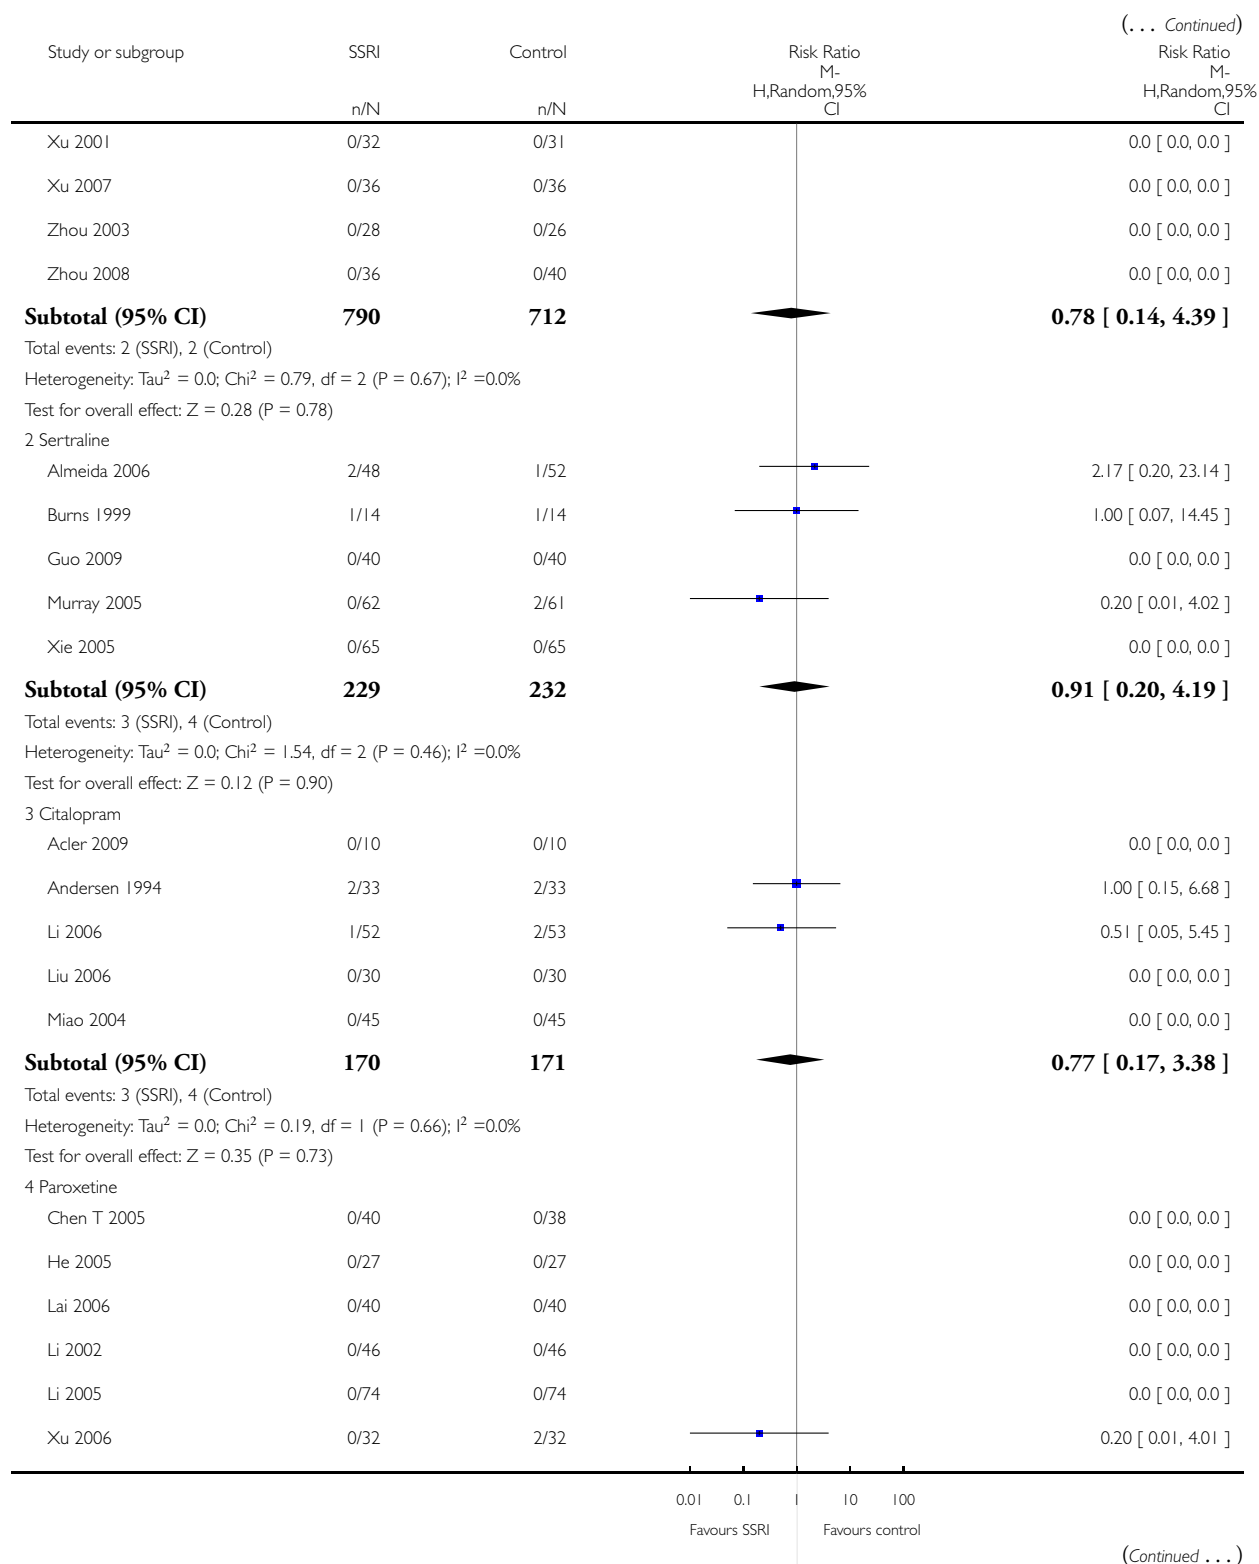 (... Continued)
Study or subgroup SSRI Control Risk Ratio Risk Ratio
M- M-
H,Random,95% H,Random,95%
n/N n/N CI CI
Xu 2001 0/32 0/31 0.0 [ 0.0, 0.0 ]
Xu 2007 0/36 0/36 0.0 [ 0.0, 0.0 ]
Zhou 2003 0/28 0/26 0.0 [ 0.0, 0.0 ]
Zhou 2008 0/36 0/40 0.0 [ 0.0, 0.0 ]
Subtotal (95% CI) 790 712 0.78 [ 0.14, 4.39 ]
Total events: 2 (SSRI), 2 (Control)
Heterogeneity: Tau² = 0.0; Chi² = 0.79, df = 2 (P = 0.67); I² =0.0%
Test for overall effect: Z = 0.28 (P = 0.78)
2 Sertraline
Almeida 2006 2/48 1/52 2.17 [ 0.20, 23.14 ]
Burns 1999 1/14 1/14 1.00 [ 0.07, 14.45 ]
Guo 2009 0/40 0/40 0.0 [ 0.0, 0.0 ]
Murray 2005 0/62 2/61 0.20 [ 0.01, 4.02 ]
Xie 2005 0/65 0/65 0.0 [ 0.0, 0.0 ]
Subtotal (95% CI) 229 232 0.91 [ 0.20, 4.19 ]
Total events: 3 (SSRI), 4 (Control)
Heterogeneity: Tau² = 0.0; Chi² = 1.54, df = 2 (P = 0.46); I² =0.0%
Test for overall effect: Z = 0.12 (P = 0.90)
3 Citalopram
Acler 2009 0/10 0/10 0.0 [ 0.0, 0.0 ]
Andersen 1994 2/33 2/33 1.00 [ 0.15, 6.68 ]
Li 2006 1/52 2/53 0.51 [ 0.05, 5.45 ]
Liu 2006 0/30 0/30 0.0 [ 0.0, 0.0 ]
Miao 2004 0/45 0/45 0.0 [ 0.0, 0.0 ]
Subtotal (95% CI) 170 171 0.77 [ 0.17, 3.38 ]
Total events: 3 (SSRI), 4 (Control)
Heterogeneity: Tau² = 0.0; Chi² = 0.19, df = 1 (P = 0.66); I² =0.0%
Test for overall effect: Z = 0.35 (P = 0.73)
4 Paroxetine
Chen T 2005 0/40 0/38 0.0 [ 0.0, 0.0 ]
He 2005 0/27 0/27 0.0 [ 0.0, 0.0 ]
Lai 2006 0/40 0/40 0.0 [ 0.0, 0.0 ]
Li 2002 0/46 0/46 0.0 [ 0.0, 0.0 ]
Li 2005 0/74 0/74 0.0 [ 0.0, 0.0 ]
Xu 2006 0/32 2/32 0.20 [ 0.01, 4.01 ]
0.01 0.1 1 10 100
Favours SSRI Favours control
(Continued ...)